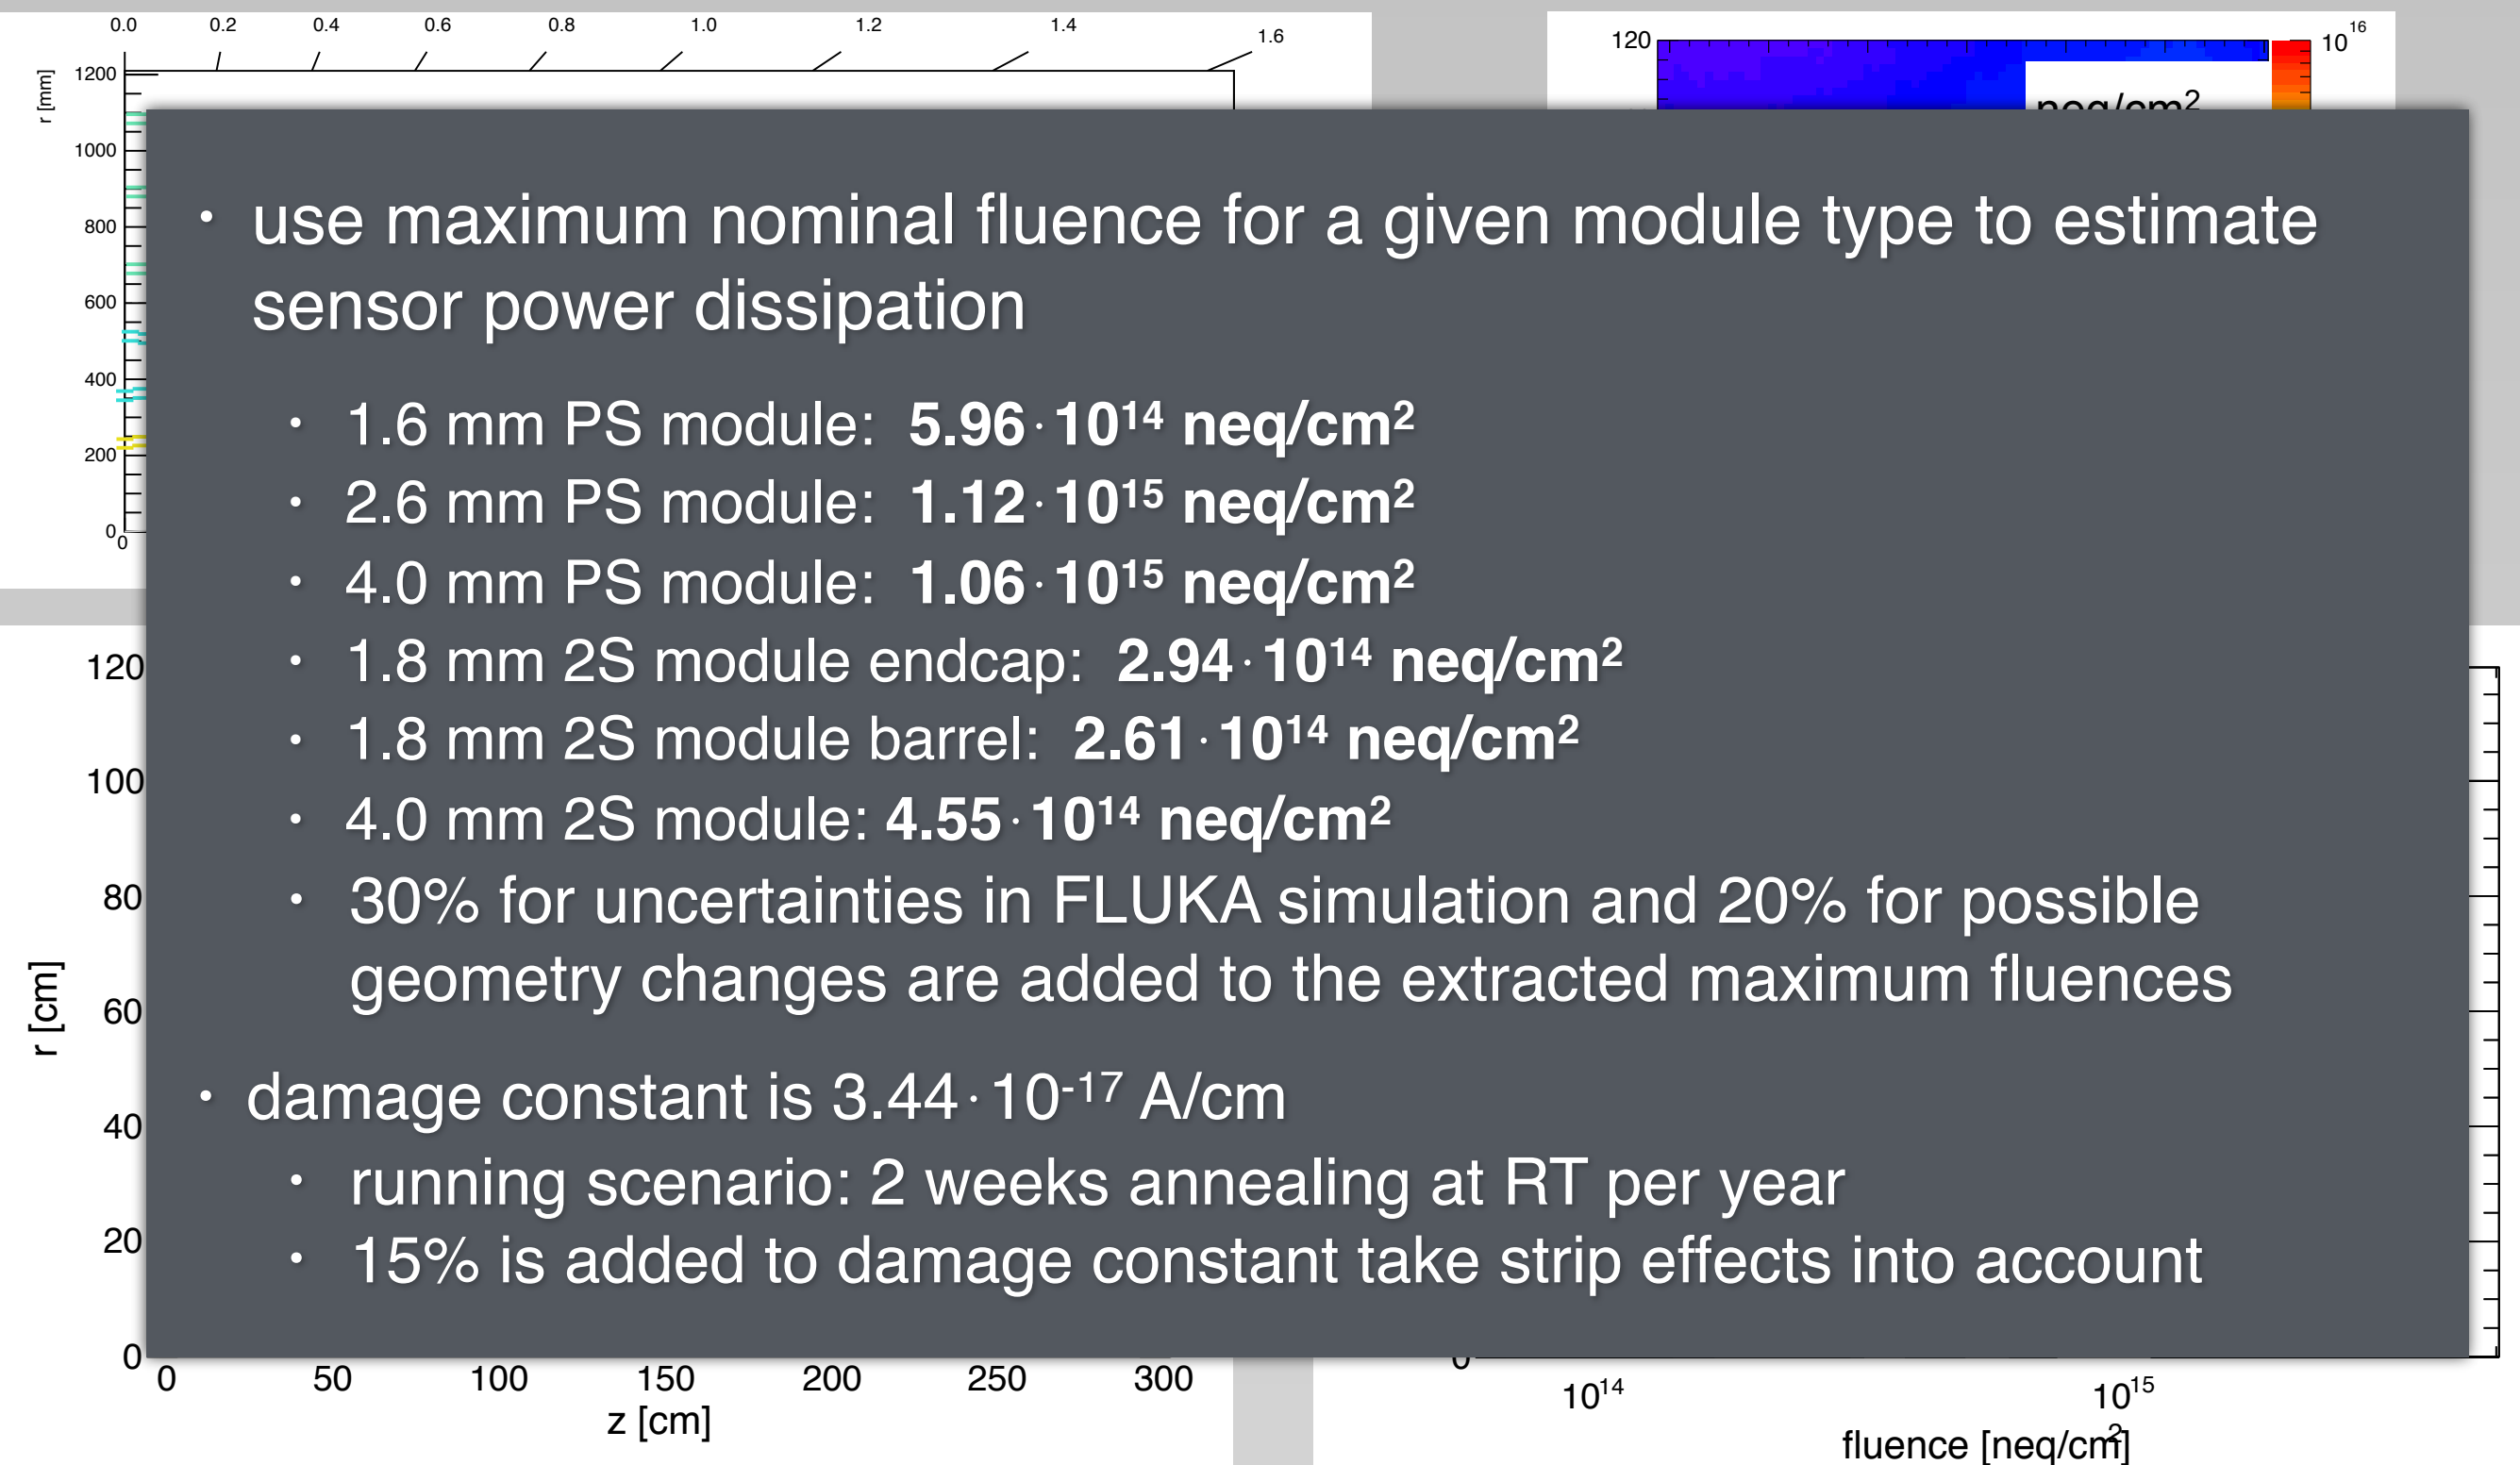 0.0 0.2 0.4 0.6 0.8 1.0 1.2 1.4 1.6
r [mm]
1200
1000
800
600
400
200
0
0
120
10¹⁶
neq/cm²
• use maximum nominal fluence for a given module type to estimate
sensor power dissipation
• 1.6 mm PS module: 5.96·10¹⁴ neq/cm²
• 2.6 mm PS module: 1.12·10¹⁵ neq/cm²
• 4.0 mm PS module: 1.06·10¹⁵ neq/cm²
• 1.8 mm 2S module endcap: 2.94·10¹⁴ neq/cm²
• 1.8 mm 2S module barrel: 2.61·10¹⁴ neq/cm²
• 4.0 mm 2S module: 4.55·10¹⁴ neq/cm²
• 30% for uncertainties in FLUKA simulation and 20% for possible
geometry changes are added to the extracted maximum fluences
• damage constant is 3.44·10⁻¹⁷ A/cm
• running scenario: 2 weeks annealing at RT per year
• 15% is added to damage constant take strip effects into account
r [cm]
120
100
80
60
40
20
0
0 50 100 150 200 250 300
z [cm]
0
10¹⁴ 10¹⁵
fluence [neq/cm²]